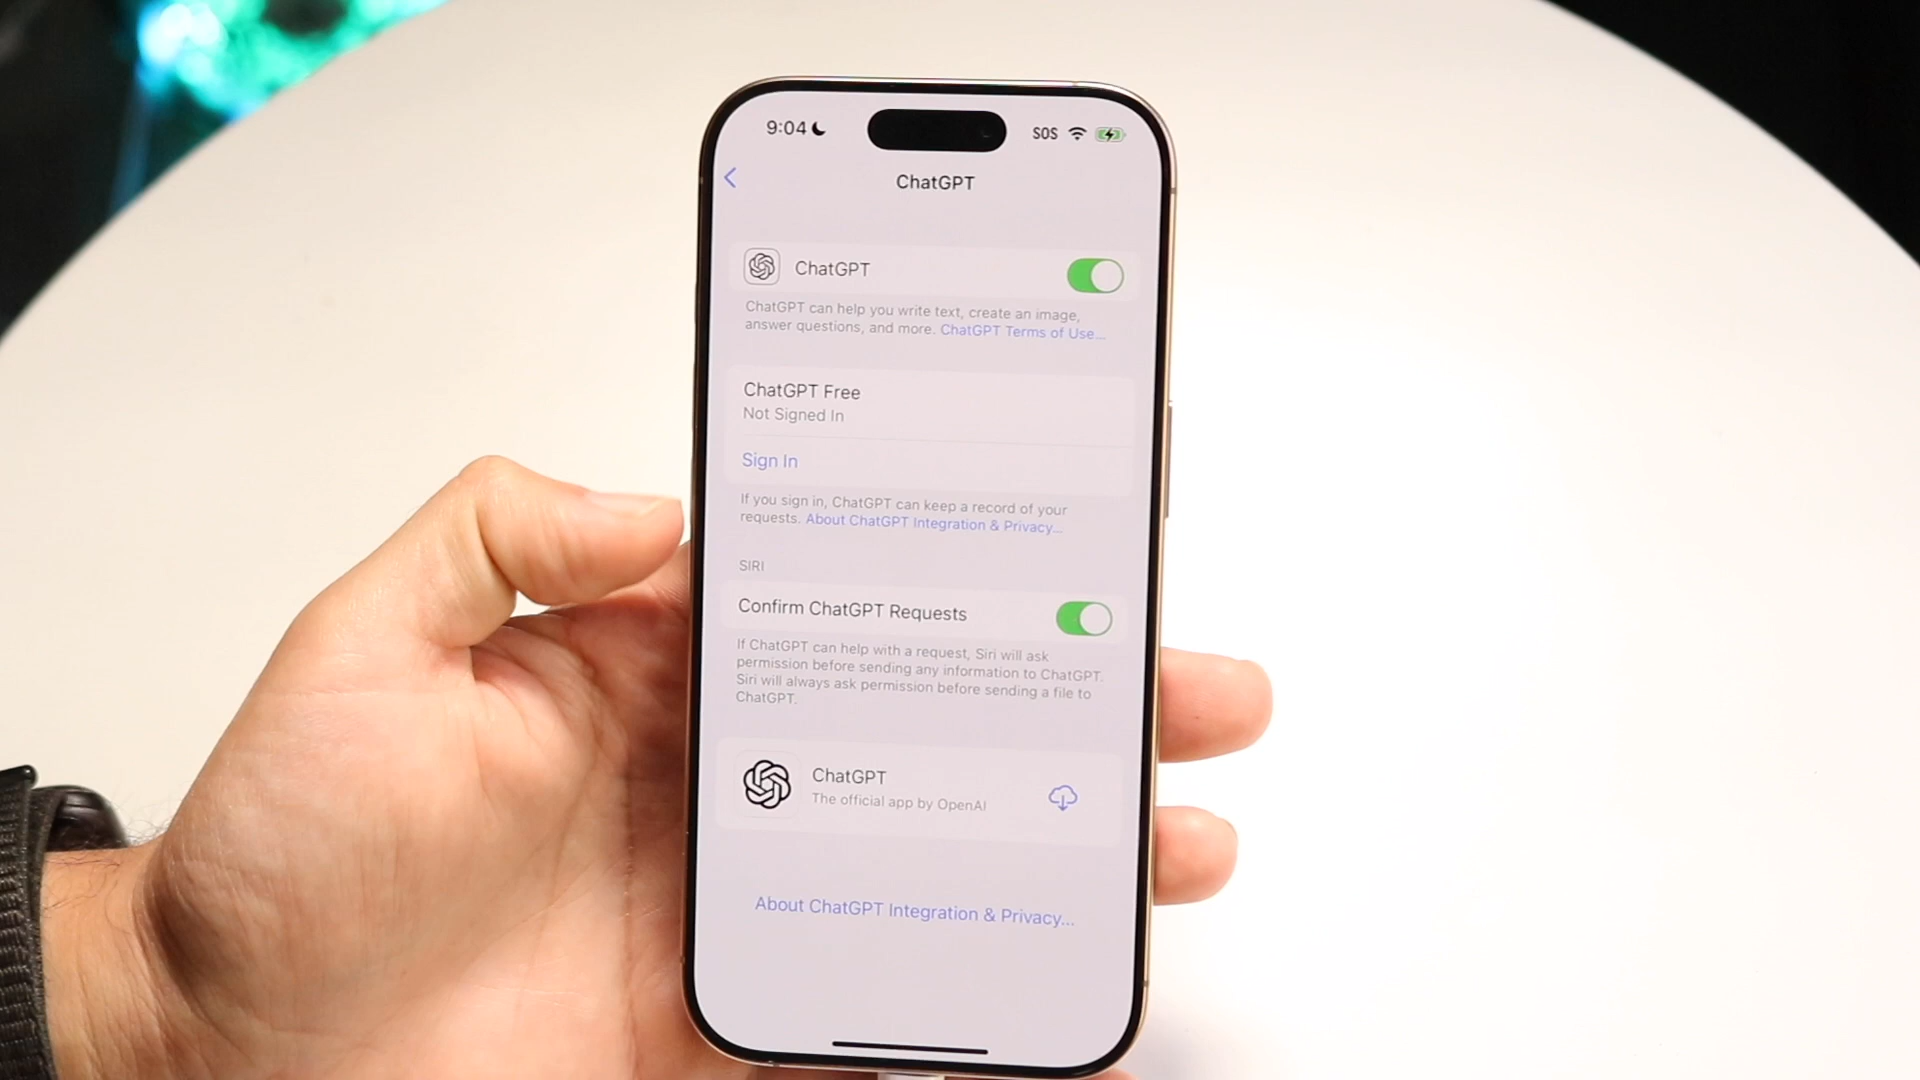 9:04
SOS
ChatGPT
ChatGPT
ChatGPT can help you write text, create an image,
answer questions, and more. ChatGPT Terms of Use...
ChatGPT Free
Not Signed In
Sign In
If you sign in, ChatGPT can keep a record of your
requests. About ChatGPT Integration & Privacy...
SIRI
Confirm ChatGPT Requests
If ChatGPT can help with a request, Siri will ask
permission before sending any information to ChatGPT.
Siri will always ask permission before sending a file to
ChatGPT.
ChatGPT
The official app by OpenAI
About ChatGPT Integration & Privacy...